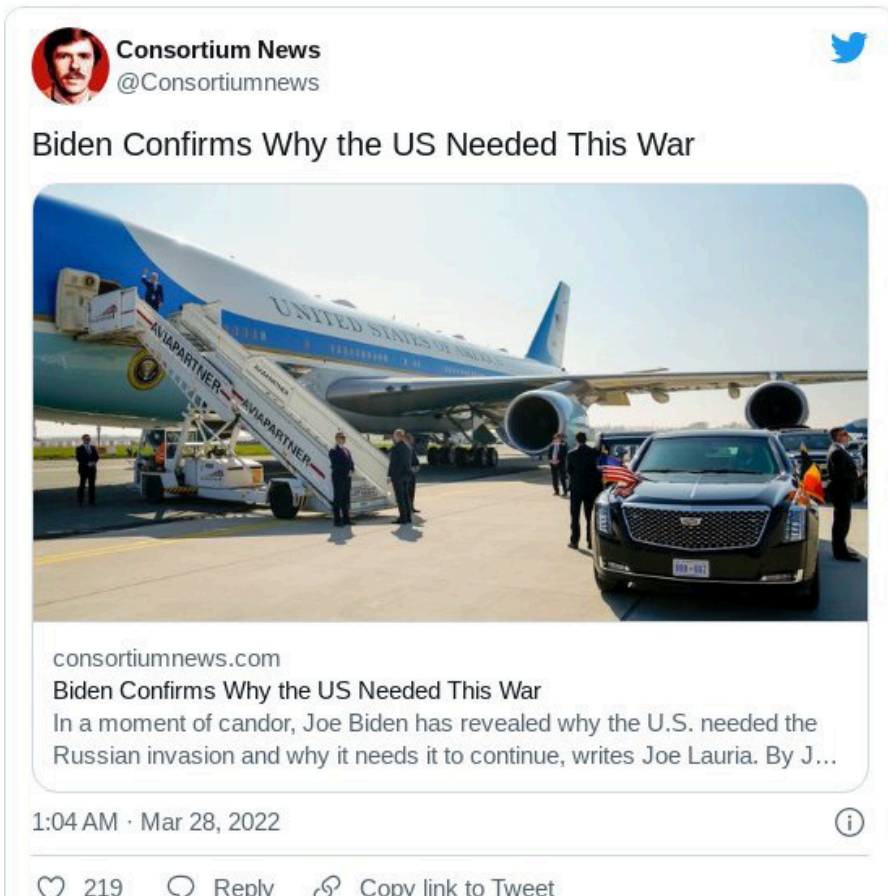 Consortium News
@Consortiumnews
Biden Confirms Why the US Needed This War
UNITED STATES OF AMERICA
AVIAPARTNER
AVIAPARTNER
AVIAPARTNER
AVIAPARTNER
consortiumnews.com
Biden Confirms Why the US Needed This War
In a moment of candor, Joe Biden has revealed why the U.S. needed the
Russian invasion and why it needs it to continue, writes Joe Lauria. By J…
1:04 AM · Mar 28, 2022
219 Reply Copy link to Tweet